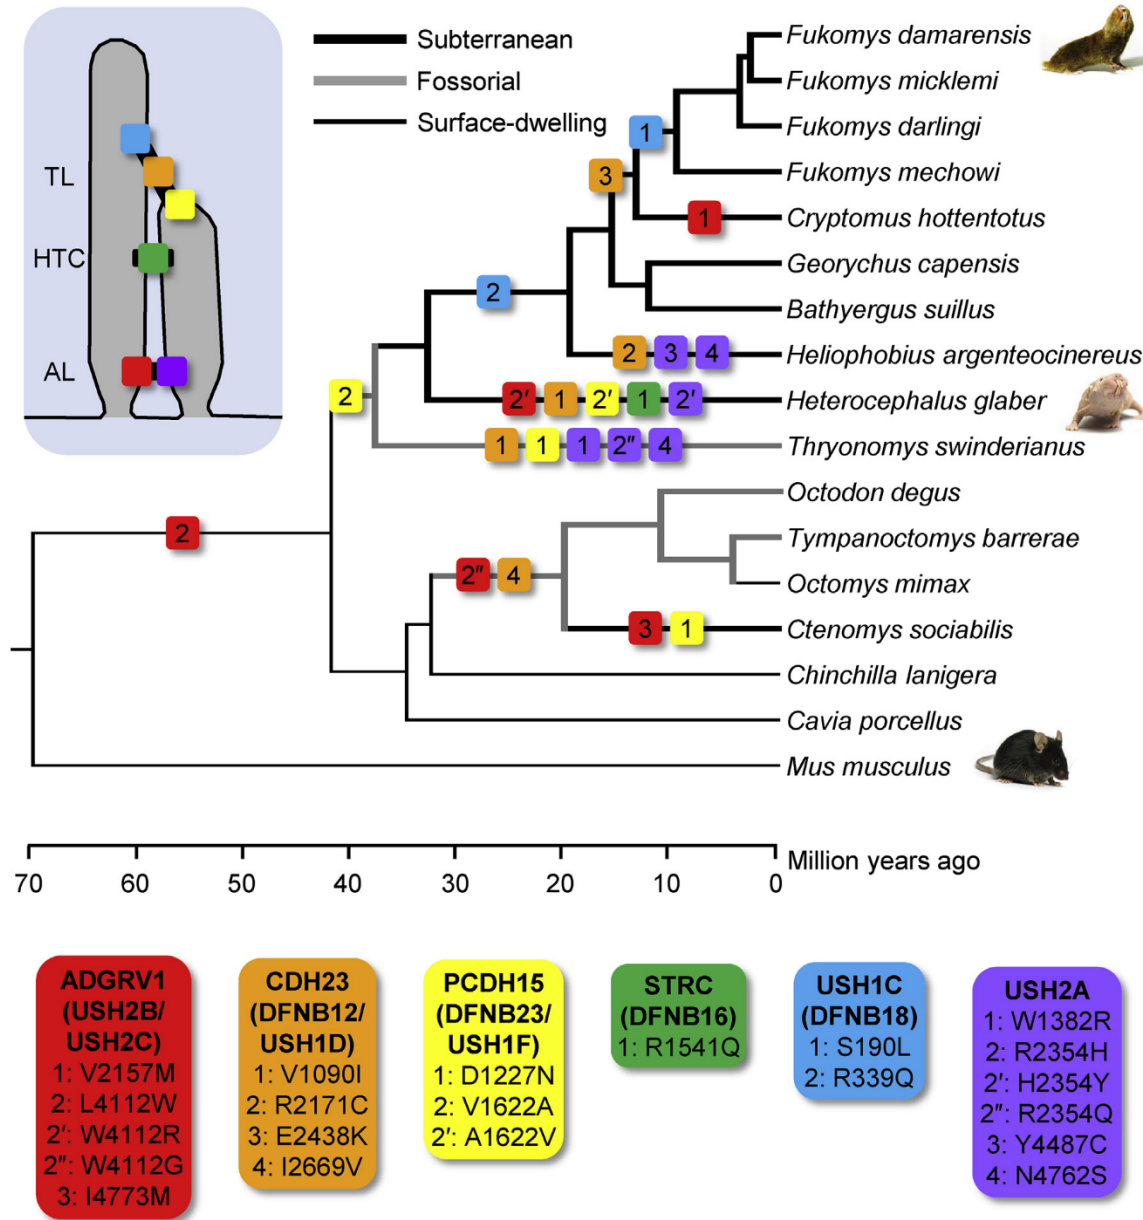 Subterranean
Fossorial
Surface-dwelling
TL
HTC
AL
Fukomys damarensis
Fukomys micklemi
Fukomys darlingi
1
Fukomys mechowi
3
1
Cryptomus hottentotus
Georychus capensis
2
Bathyergus suillus
2 3 4
Heliophobius argenteocinereus
2
2′ 1 2′ 1 2′
Heterocephalus glaber
1 1 1 2″ 4
Thryonomys swinderianus
Octodon degus
2
Tympanoctomys barrerae
2″ 4
Octomys mimax
3 1
Ctenomys sociabilis
Chinchilla lanigera
Cavia porcellus
Mus musculus
70 60 50 40 30 20 10 0
Million years ago
ADGRV1
(USH2B/
USH2C)
1: V2157M
2: L4112W
2′: W4112R
2″: W4112G
3: I4773M
CDH23
(DFNB12/
USH1D)
1: V1090I
2: R2171C
3: E2438K
4: I2669V
PCDH15
(DFNB23/
USH1F)
1: D1227N
2: V1622A
2′: A1622V
STRC
(DFNB16)
1: R1541Q
USH1C
(DFNB18)
1: S190L
2: R339Q
USH2A
1: W1382R
2: R2354H
2′: H2354Y
2″: R2354Q
3: Y4487C
4: N4762S